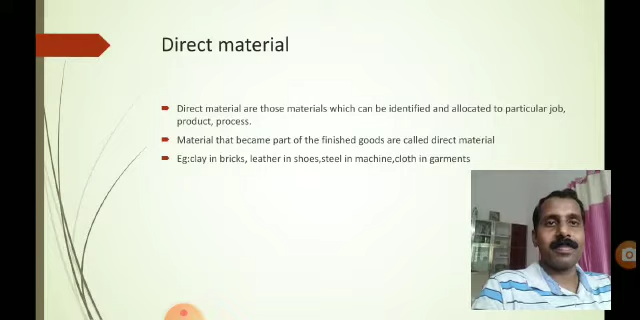 Direct material
Direct material are those materials which can be identified and allocated to particular job,
product, process.
Material that became part of the finished goods are called direct material
Eg:clay in bricks, leather in shoes,steel in machine,cloth in garments